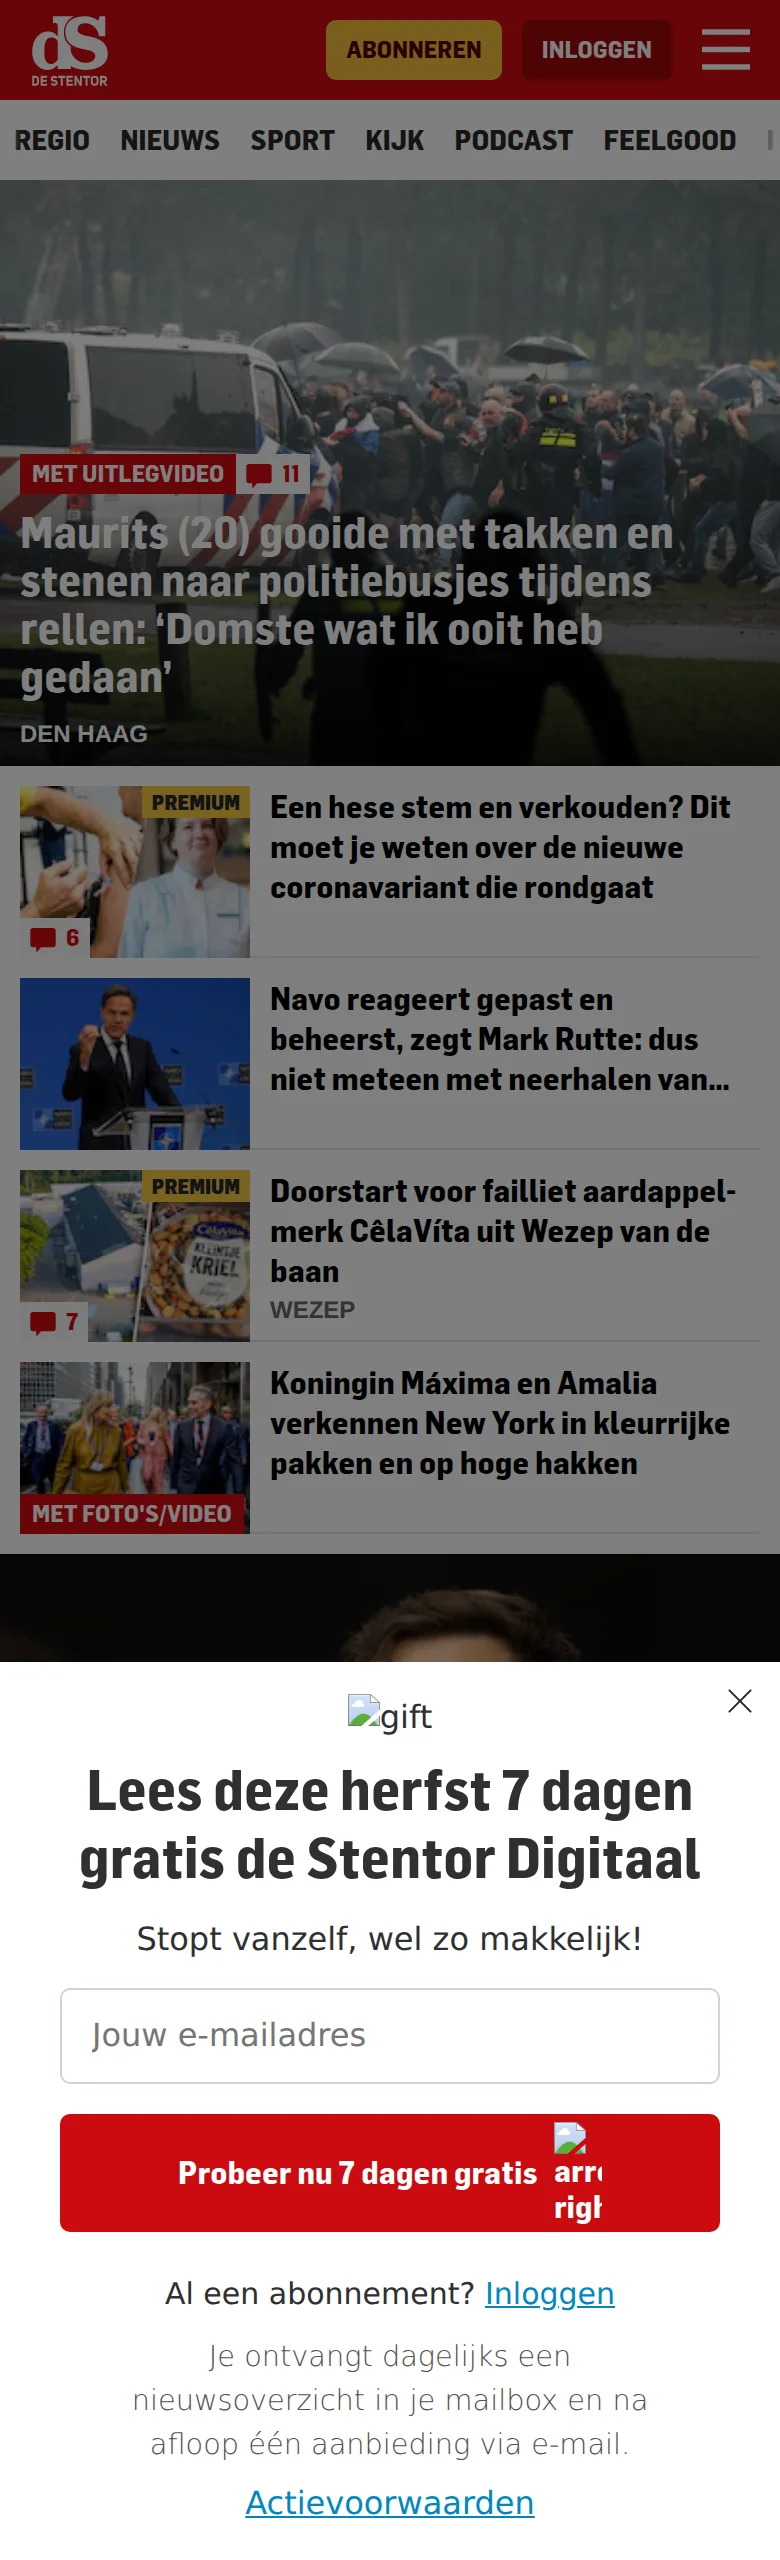 dS
DE STENTOR
ABONNEREN
INLOGGEN
REGIO NIEUWS SPORT KIJK PODCAST FEELGOOD
MET UITLEGVIDEO 11
Maurits (20) gooide met takken en
stenen naar politiebusjes tijdens
rellen: ‘Domste wat ik ooit heb
gedaan’
DEN HAAG
PREMIUM
6
Een hese stem en verkouden? Dit
moet je weten over de nieuwe
coronavariant die rondgaat
Navo reageert gepast en
beheerst, zegt Mark Rutte: dus
niet meteen met neerhalen van...
PREMIUM
CêlaVíta
KLEINTJE
KRIEL
7
Doorstart voor failliet aardappel-
merk CêlaVíta uit Wezep van de
baan
WEZEP
MET FOTO'S/VIDEO
Koningin Máxima en Amalia
verkennen New York in kleurrijke
pakken en op hoge hakken
gift
Lees deze herfst 7 dagen
gratis de Stentor Digitaal
Stopt vanzelf, wel zo makkelijk!
Jouw e-mailadres
Probeer nu 7 dagen gratis
Al een abonnement? Inloggen
Je ontvangt dagelijks een
nieuwsoverzicht in je mailbox en na
afloop één aanbieding via e-mail.
Actievoorwaarden